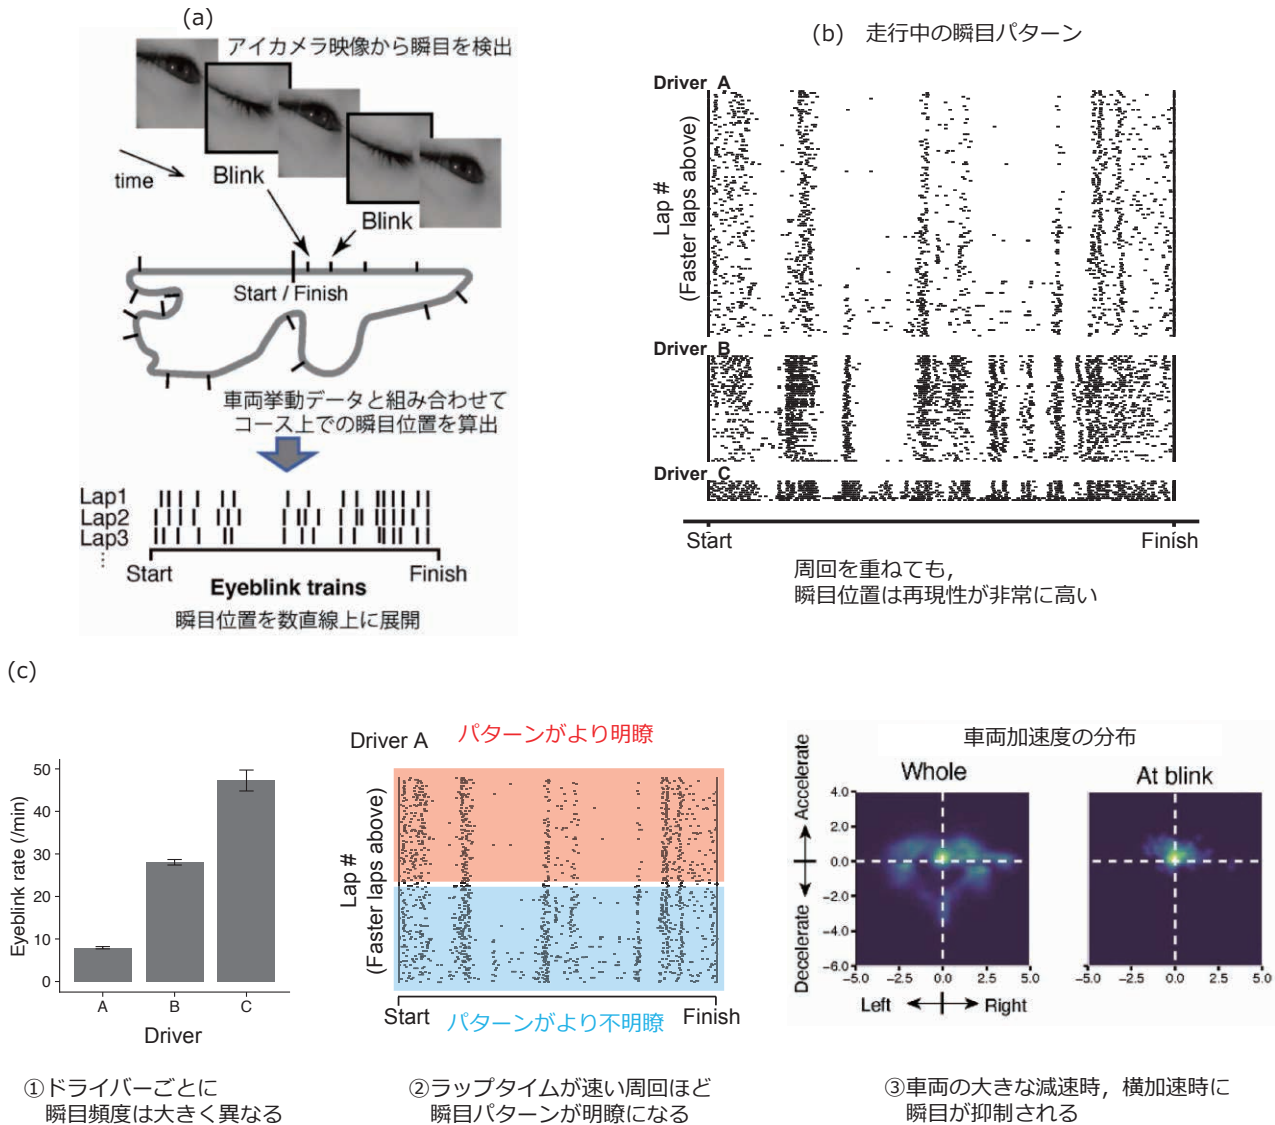 (a)
アイカメラ映像から瞬目を検出
time
Blink
Blink
Start / Finish
車両挙動データと組み合わせて
コース上での瞬目位置を算出
Lap1
Lap2
Lap3
⋮
Start
Finish
Eyeblink trains
瞬目位置を数直線上に展開
(b) 走行中の瞬目パターン
Driver A
Lap #
(Faster laps above)
Driver B
Driver C
Start
Finish
周回を重ねても，
瞬目位置は再現性が非常に高い
(c)
Eyeblink rate (/min)
50
40
30
20
10
0
A
B
C
Driver
①ドライバーごとに
瞬目頻度は大きく異なる
Driver A
パターンがより明瞭
Lap #
(Faster laps above)
Start
パターンがより不明瞭
Finish
②ラップタイムが速い周回ほど
瞬目パターンが明瞭になる
車両加速度の分布
Whole
At blink
Accelerate
Decelerate
4.0
2.0
0.0
-2.0
-4.0
-6.0
-5.0
0.0
5.0
-5.0
0.0
5.0
Left
Right
③車両の大きな減速時，横加速時に
瞬目が抑制される